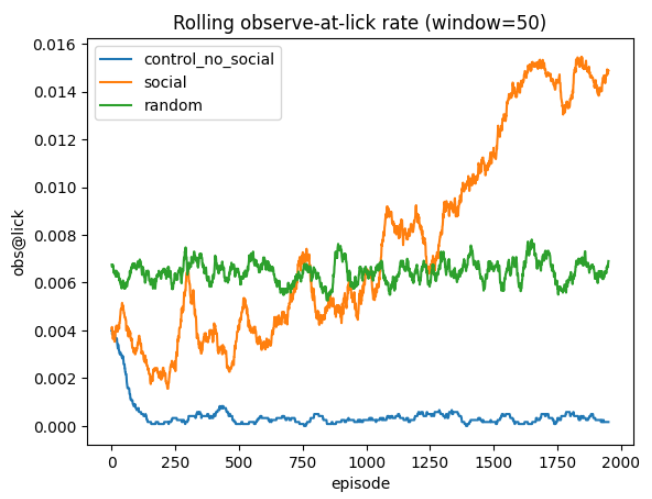 Rolling observe-at-lick rate (window=50)
control_no_social
social
random
obs@lick
0.016
0.014
0.012
0.010
0.008
0.006
0.004
0.002
0.000
0 250 500 750 1000 1250 1500 1750 2000
episode